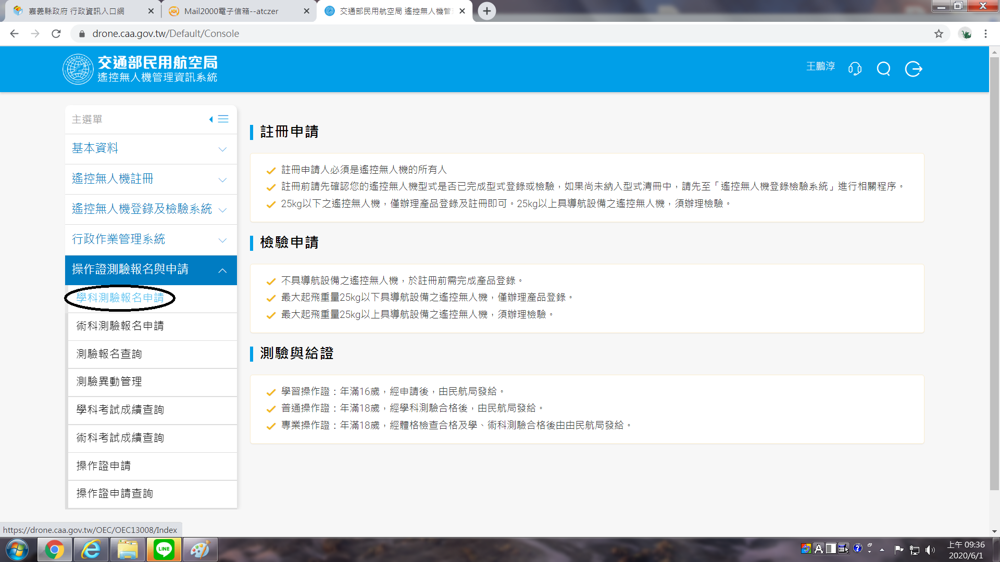 嘉義縣政府 行政資訊入口網
Mail2000電子信箱--atczer
交通部民用航空局 遙控無人機管
drone.caa.gov.tw/Default/Console
交通部民用航空局
遙控無人機管理資訊系統
王鵬淳
主選單
基本資料
遙控無人機註冊
遙控無人機登錄及檢驗系統
行政作業管理系統
操作證測驗報名與申請
學科測驗報名申請
術科測驗報名申請
測驗報名查詢
測驗異動管理
學科考試成績查詢
術科考試成績查詢
操作證申請
操作證申請查詢
註冊申請
註冊申請人必須是遙控無人機的所有人
註冊前請先確認您的遙控無人機型式是否已完成型式登錄或檢驗，如果尚未納入型式清冊中，請先至「遙控無人機登錄檢驗系統」進行相關程序。
25kg以下之遙控無人機，僅辦理產品登錄及註冊即可。25kg以上具導航設備之遙控無人機，須辦理檢驗。
檢驗申請
不具導航設備之遙控無人機，於註冊前需完成產品登錄。
最大起飛重量25kg以下具導航設備之遙控無人機，僅辦理產品登錄。
最大起飛重量25kg以上具導航設備之遙控無人機，須辦理檢驗。
測驗與給證
學習操作證：年滿16歲，經申請後，由民航局發給。
普通操作證：年滿18歲，經學科測驗合格後，由民航局發給。
專業操作證：年滿18歲，經體格檢查合格及學、術科測驗合格後由由民航局發給。
https://drone.caa.gov.tw/OEC/OEC13008/Index
LINE
A
上午 09:36
2020/6/1